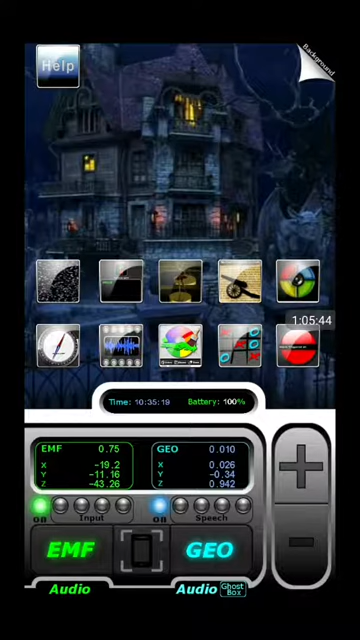 Help
Background
1:05:44
Time: 10:35:19 Battery: 100%
EMF 0.75 GEO 0.010
X -19.2 0.026
Y -11.16 -0.34
Z -43.26 0.942
on Input on Speech
EMF GEO
Audio Audio Ghost
Box